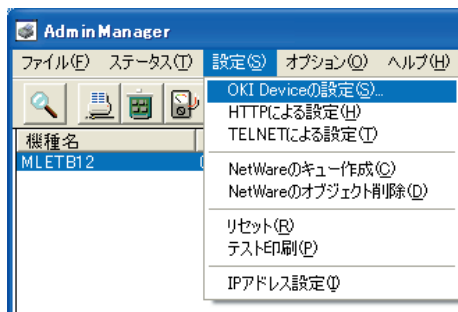 AdminManager
ファイル(F) ステータス(T) 設定(S) オプション(O) ヘルプ(H)
OKI Deviceの設定(S)...
HTTPによる設定(H)
TELNETによる設定(T)
機種名
MLETB12
NetWareのキュー作成(C)
NetWareのオブジェクト削除(D)
リセット(R)
テスト印刷(P)
IPアドレス設定(I)